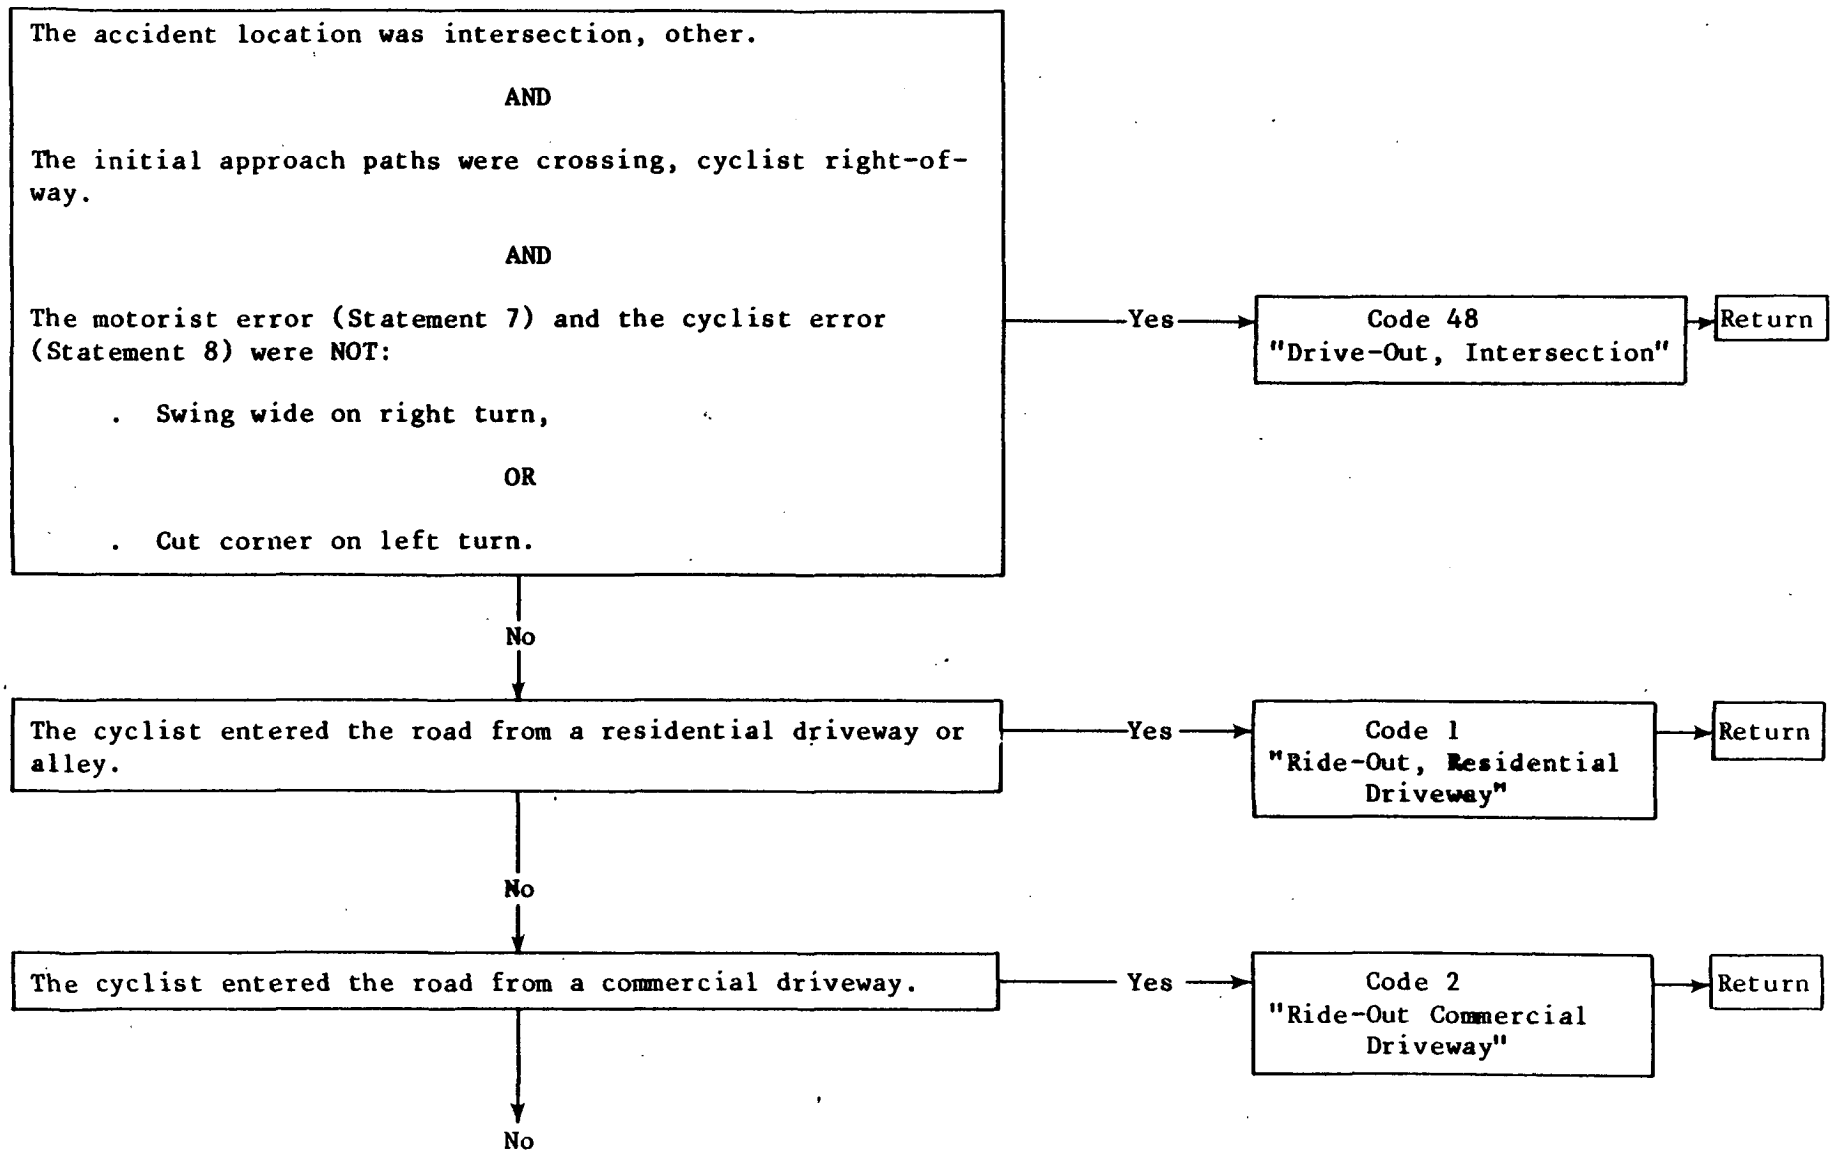 The accident location was intersection, other.
AND
The initial approach paths were crossing, cyclist right-of-
way.
AND
The motorist error (Statement 7) and the cyclist error
(Statement 8) were NOT:
. Swing wide on right turn,
OR
. Cut corner on left turn.
Yes
Code 48
"Drive-Out, Intersection"
Return
No
The cyclist entered the road from a residential driveway or
alley.
Yes
Code 1
"Ride-Out, Residential
Driveway"
Return
No
The cyclist entered the road from a commercial driveway.
Yes
Code 2
"Ride-Out Commercial
Driveway"
Return
No